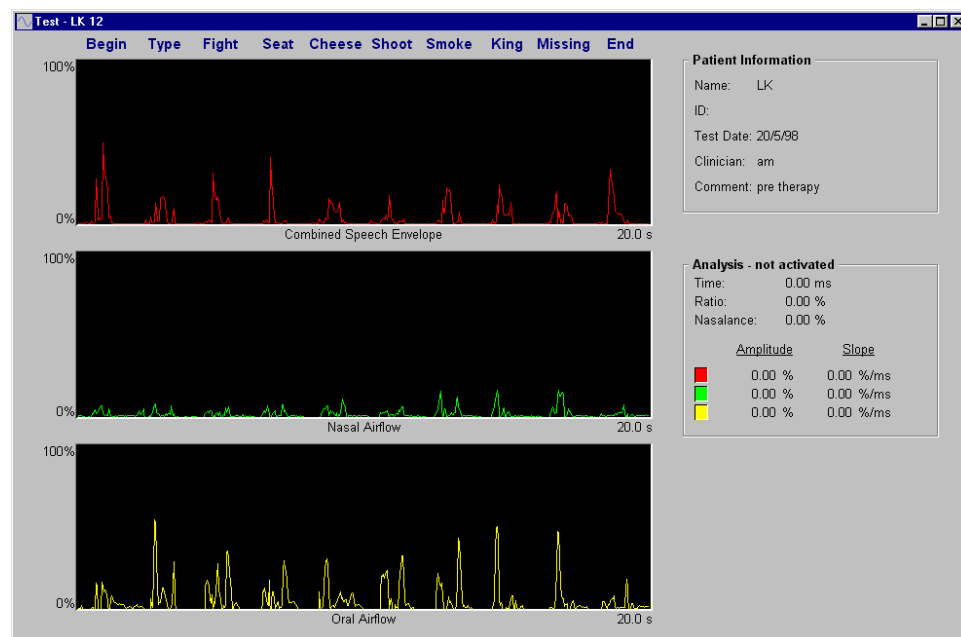 Test - LK 12
Begin Type Fight Seat Cheese Shoot Smoke King Missing End
100%
0%
Combined Speech Envelope 20.0 s
100%
0%
Nasal Airflow 20.0 s
100%
0%
Oral Airflow 20.0 s
Patient Information
Name: LK
ID:
Test Date: 20/5/98
Clinician: am
Comment: pre therapy
Analysis - not activated
Time: 0.00 ms
Ratio: 0.00 %
Nasalance: 0.00 %
Amplitude Slope
0.00 % 0.00 %/ms
0.00 % 0.00 %/ms
0.00 % 0.00 %/ms